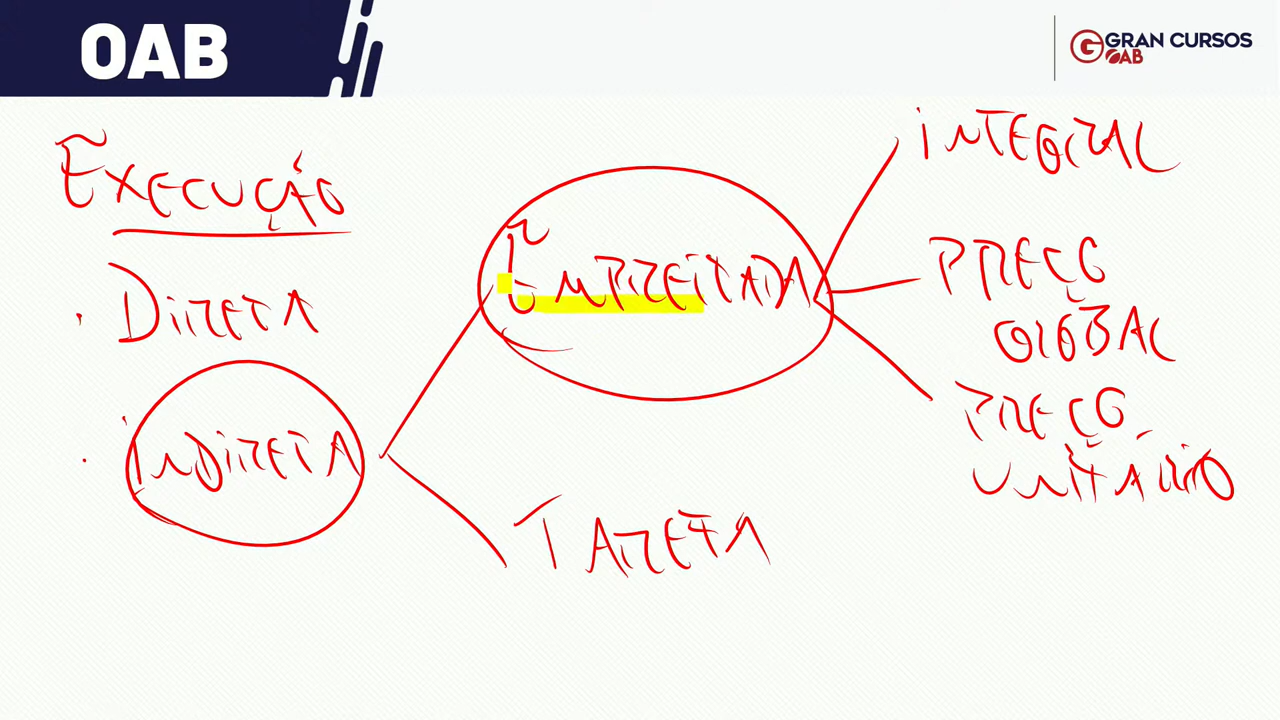 OAB
GRAN CURSOS
OAB
EXECUÇÃO
• DIRETA
• INDIRETA
EMPREITADA
TAREFA
INTEGRAL
PREÇO
GLOBAL
PREÇO
UNITÁRIO